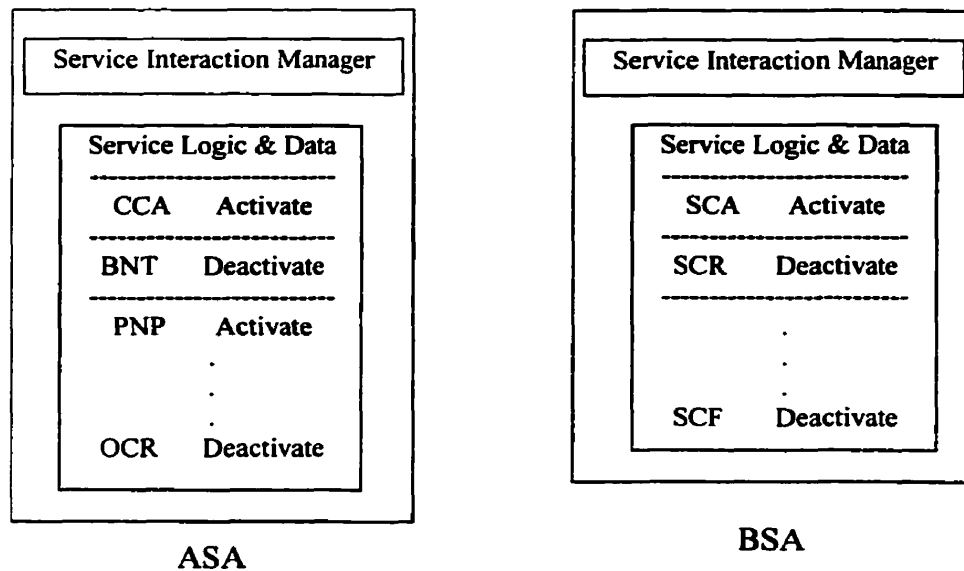 Service Interaction Manager
Service Logic & Data
CCA Activate
BNT Deactivate
PNP Activate
.
.
.
OCR Deactivate
ASA
Service Interaction Manager
Service Logic & Data
SCA Activate
SCR Deactivate
.
.
.
SCF Deactivate
BSA